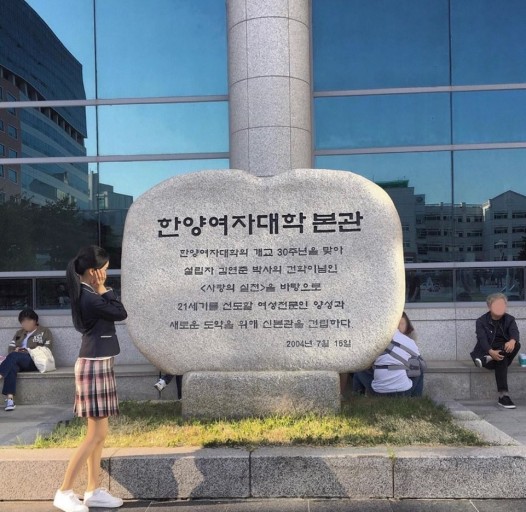 한양여자대학 본관
한양여자대학의 개교 30주년을 맞아
설립자 김연준 박사의 건학이념인
<사랑의 실천>을 바탕으로
21세기를 선도할 여성전문인 양성과
새로운 도약을 위해 신본관을 건립하다.
2004년 7월 15일